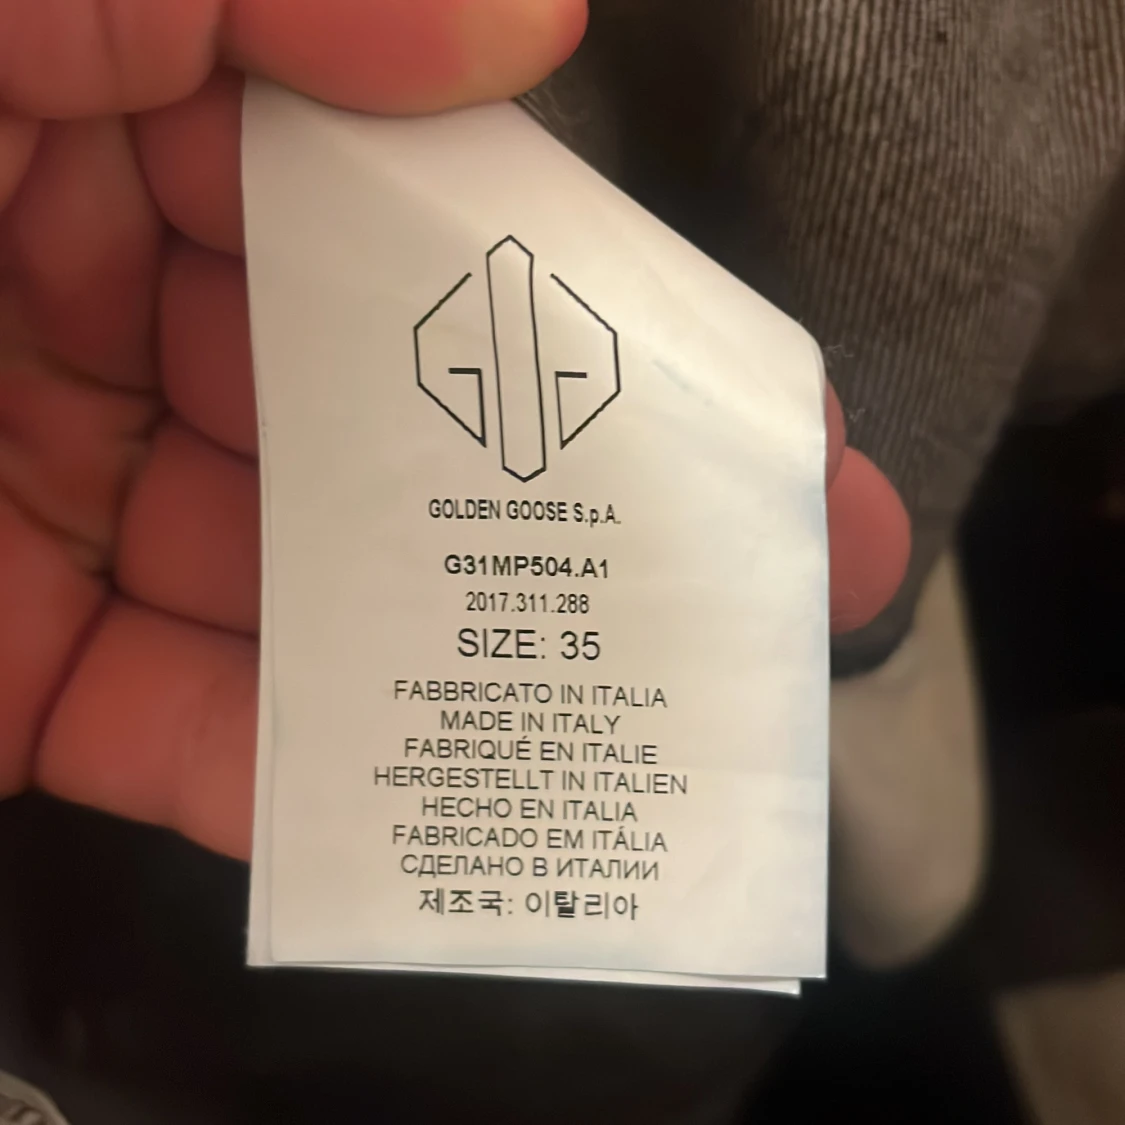 GOLDEN GOOSE S.p.A.
G31MP504.A1
2017.311.288
SIZE: 35
FABBRICATO IN ITALIA
MADE IN ITALY
FABRIQUÉ EN ITALIE
HERGESTELLT IN ITALIEN
HECHO EN ITALIA
FABRICADO EM ITÁLIA
СДЕЛАНО В ИТАЛИИ
제조국: 이탈리아